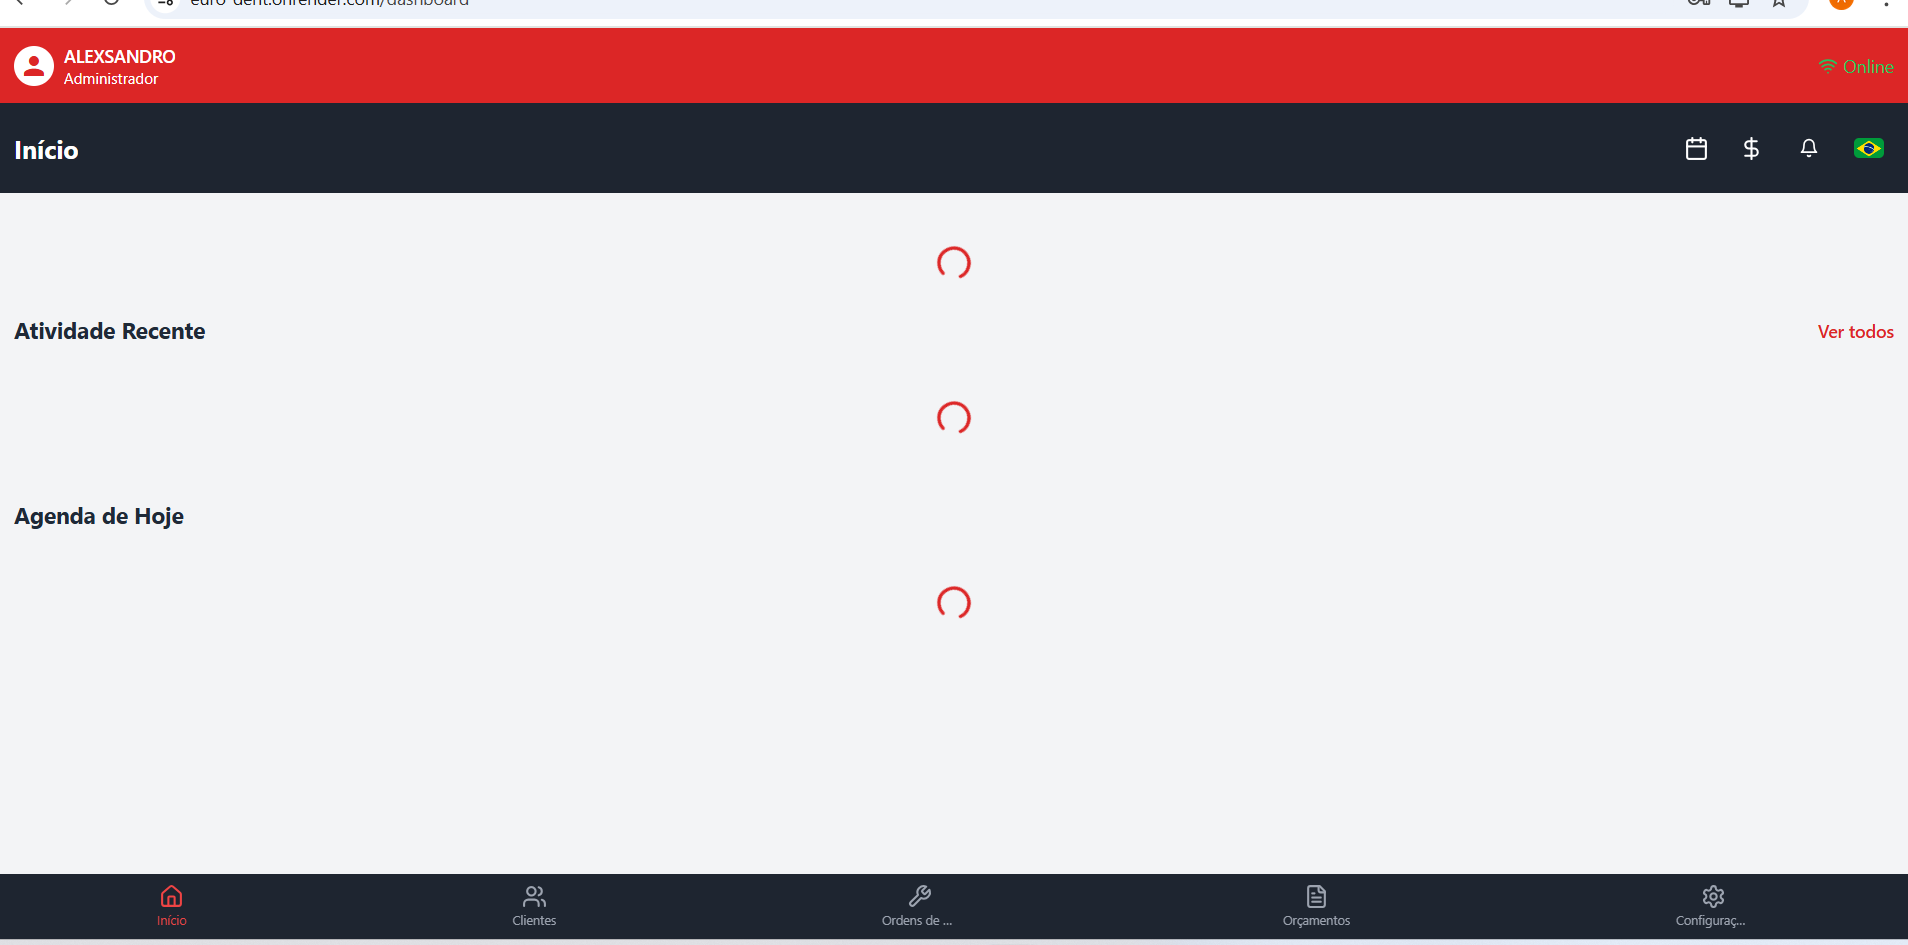 euro-dent.onrender.com/dashboard
ALEXSANDRO
Administrador
Online
Início
Atividade Recente
Ver todos
Agenda de Hoje
Início
Clientes
Ordens de ...
Orçamentos
Configuraç...